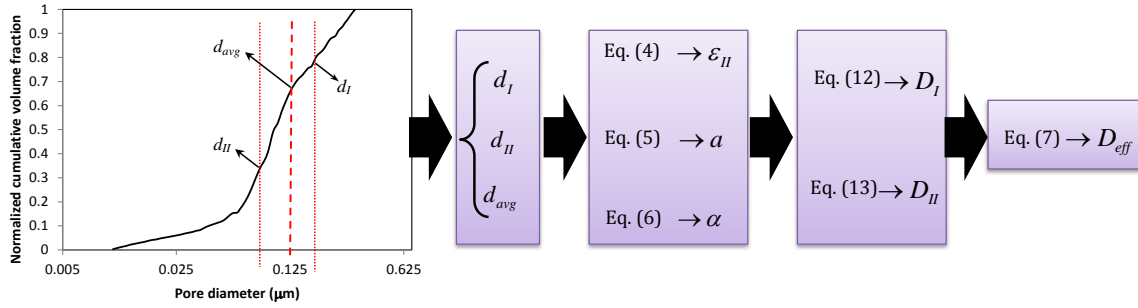 Normalized cumulative volume fraction
1
0.9
0.8
0.7
0.6
0.5
0.4
0.3
0.2
0.1
0
d_avg
d_I
d_II
0.005
0.025
0.125
0.625
Pore diameter (μm)
d_I
d_II
d_avg
Eq. (4) → ε_II
Eq. (5) → a
Eq. (6) → α
Eq. (12) → D_I
Eq. (13) → D_II
Eq. (7) → D_eff